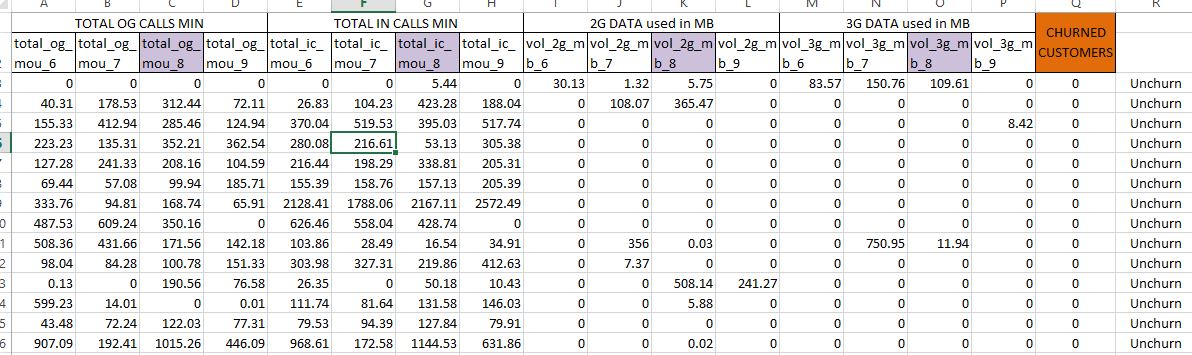 A B C D E F G H I J K L M N O P Q R
TOTAL OG CALLS MIN TOTAL IN CALLS MIN 2G DATA used in MB 3G DATA used in MB CHURNED CUSTOMERS
total_og_mou_6 total_og_mou_7 total_og_mou_8 total_og_mou_9 total_ic_mou_6 total_ic_mou_7 total_ic_mou_8 total_ic_mou_9 vol_2g_mb_6 vol_2g_mb_7 vol_2g_mb_8 vol_2g_mb_9 vol_3g_mb_6 vol_3g_mb_7 vol_3g_mb_8 vol_3g_mb_9
0 0 0 0 0 0 5.44 0 30.13 1.32 5.75 0 83.57 150.76 109.61 0 0 Unchurn
40.31 178.53 312.44 72.11 26.83 104.23 423.28 188.04 0 108.07 365.47 0 0 0 0 0 0 Unchurn
155.33 412.94 285.46 124.94 370.04 519.53 395.03 517.74 0 0 0 0 0 0 0 8.42 0 Unchurn
223.23 135.31 352.21 362.54 280.08 216.61 53.13 305.38 0 0 0 0 0 0 0 0 0 Unchurn
127.28 241.33 208.16 104.59 216.44 198.29 338.81 205.31 0 0 0 0 0 0 0 0 0 Unchurn
69.44 57.08 99.94 185.71 155.39 158.76 157.13 205.39 0 0 0 0 0 0 0 0 0 Unchurn
333.76 94.81 168.74 65.91 2128.41 1788.06 2167.11 2572.49 0 0 0 0 0 0 0 0 0 Unchurn
487.53 609.24 350.16 0 626.46 558.04 428.74 0 0 0 0 0 0 0 0 0 0 Unchurn
508.36 431.66 171.56 142.18 103.86 28.49 16.54 34.91 0 356 0.03 0 0 750.95 11.94 0 0 Unchurn
98.04 84.28 100.78 151.33 303.98 327.31 219.86 412.63 0 7.37 0 0 0 0 0 0 0 Unchurn
0.13 0 190.56 76.58 26.35 0 50.18 10.43 0 0 508.14 241.27 0 0 0 0 0 Unchurn
599.23 14.01 0 0.01 111.74 81.64 131.58 146.03 0 0 5.88 0 0 0 0 0 0 Unchurn
43.48 72.24 122.03 77.31 79.53 94.39 127.84 79.91 0 0 0 0 0 0 0 0 0 Unchurn
907.09 192.41 1015.26 446.09 968.61 172.58 1144.53 631.86 0 0 0.02 0 0 0 0 0 0 Unchurn